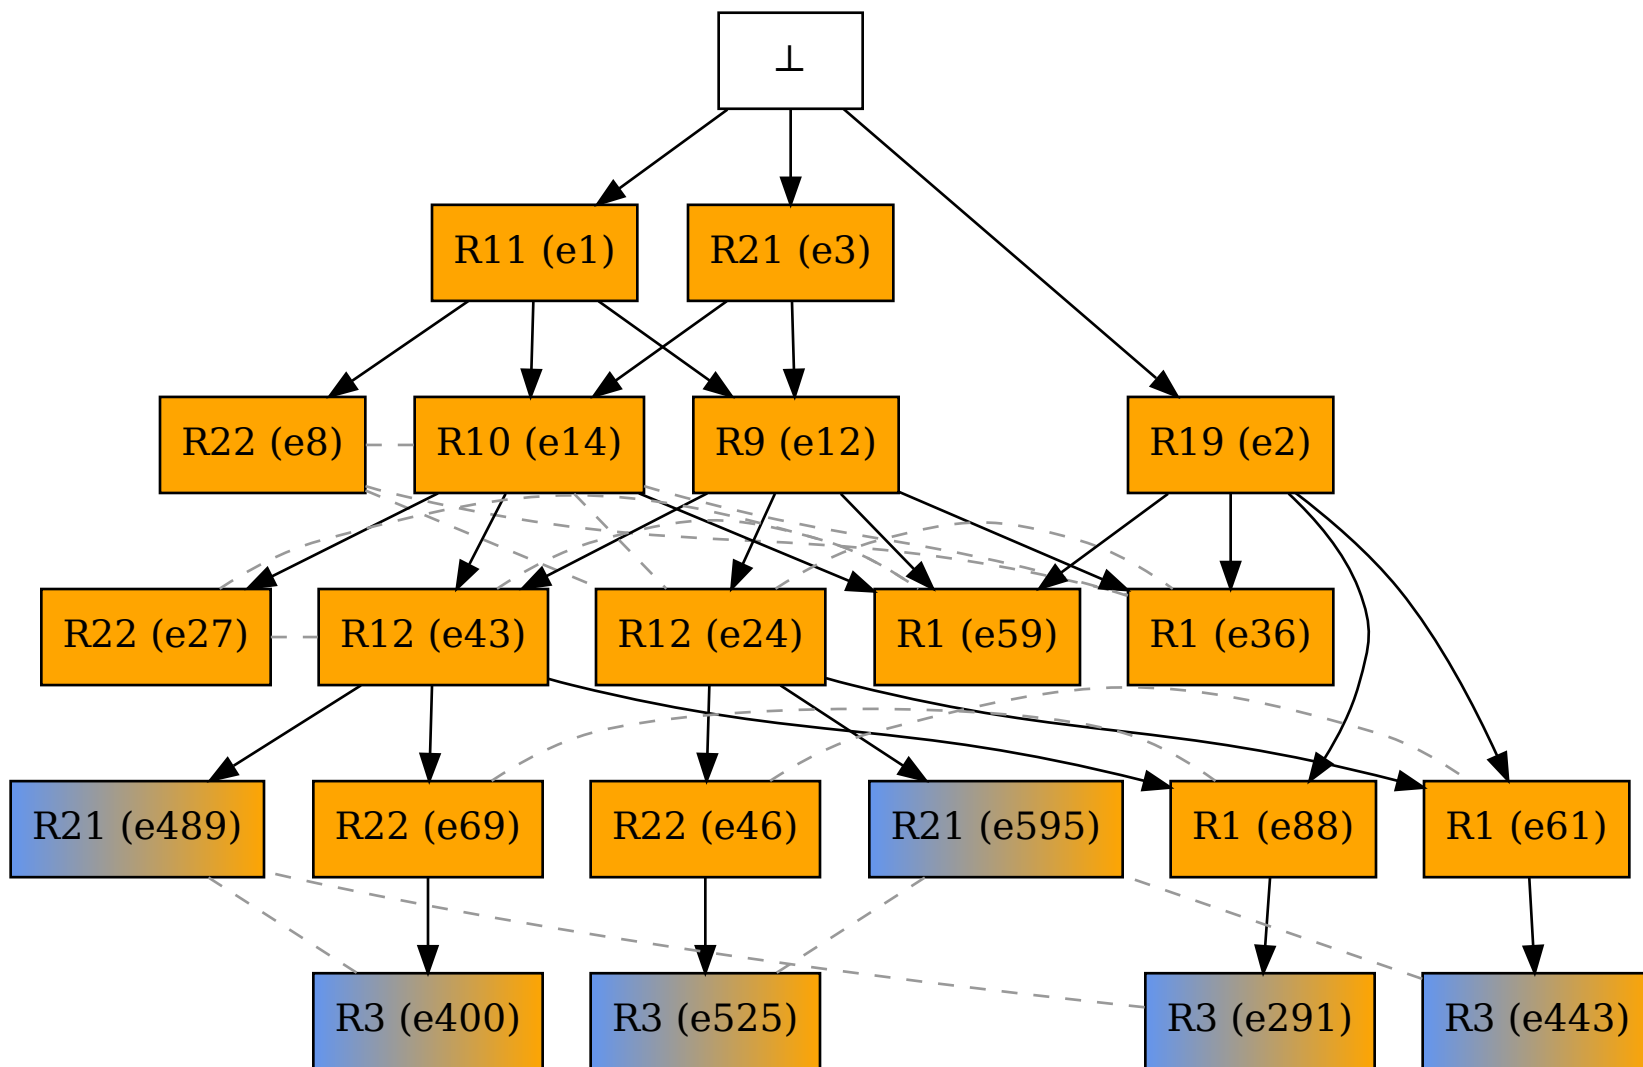 ⊥
R11 (e1)
R21 (e3)
R22 (e8)
R10 (e14)
R9 (e12)
R19 (e2)
R22 (e27)
R12 (e43)
R12 (e24)
R1 (e59)
R1 (e36)
R21 (e489)
R22 (e69)
R22 (e46)
R21 (e595)
R1 (e88)
R1 (e61)
R3 (e400)
R3 (e525)
R3 (e291)
R3 (e443)